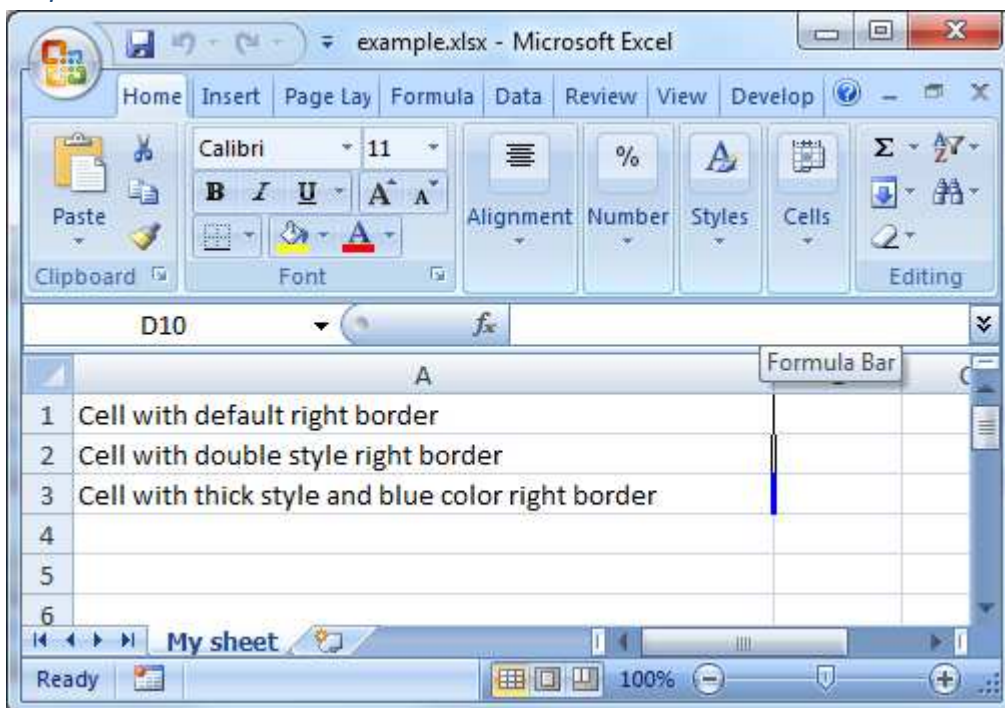 example.xlsx - Microsoft Excel
Home Insert Page Lay Formula Data Review View Develop
Calibri 11
B I U A A
Paste
A
Alignment Number Styles Cells
%
A
Σ
A
Z
Clipboard Font Editing
D10 fx
Formula Bar
A
1 Cell with default right border
2 Cell with double style right border
3 Cell with thick style and blue color right border
4
5
6
My sheet
Ready 100%